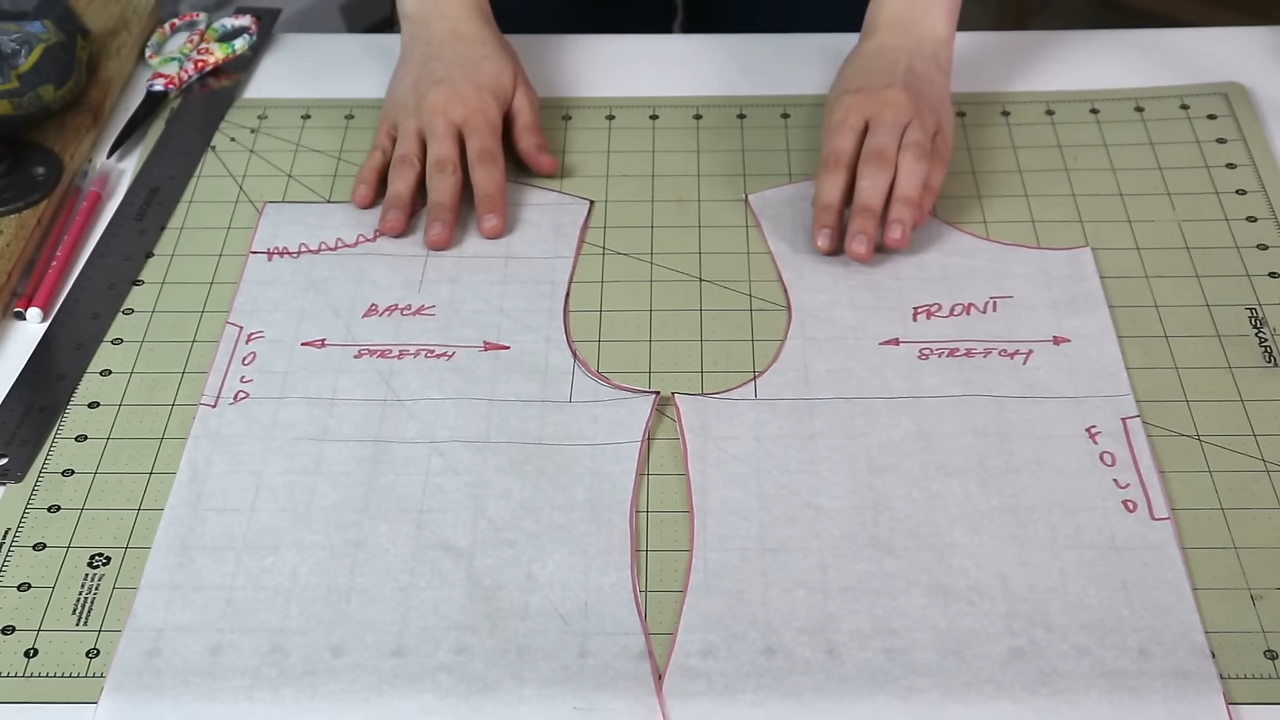 BACK
STRETCH
FOLD
FRONT
STRETCH
FOLD
FISKARS